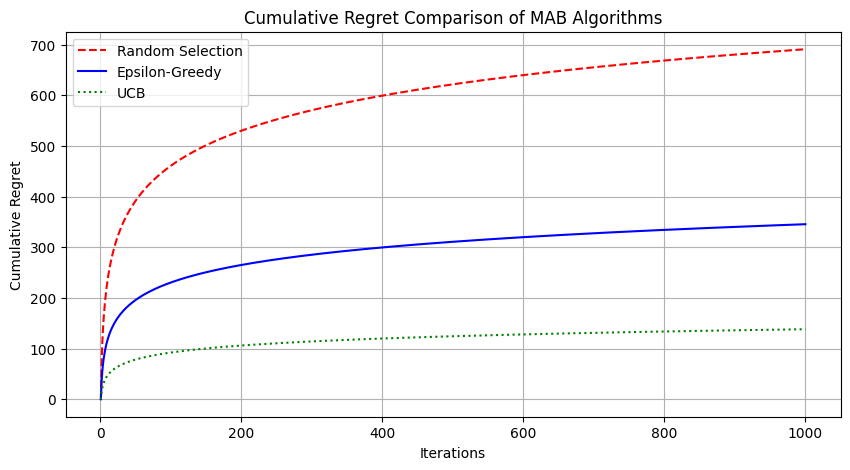 Cumulative Regret Comparison of MAB Algorithms
Random Selection
Epsilon-Greedy
UCB
Cumulative Regret
700
600
500
400
300
200
100
0
0 200 400 600 800 1000
Iterations